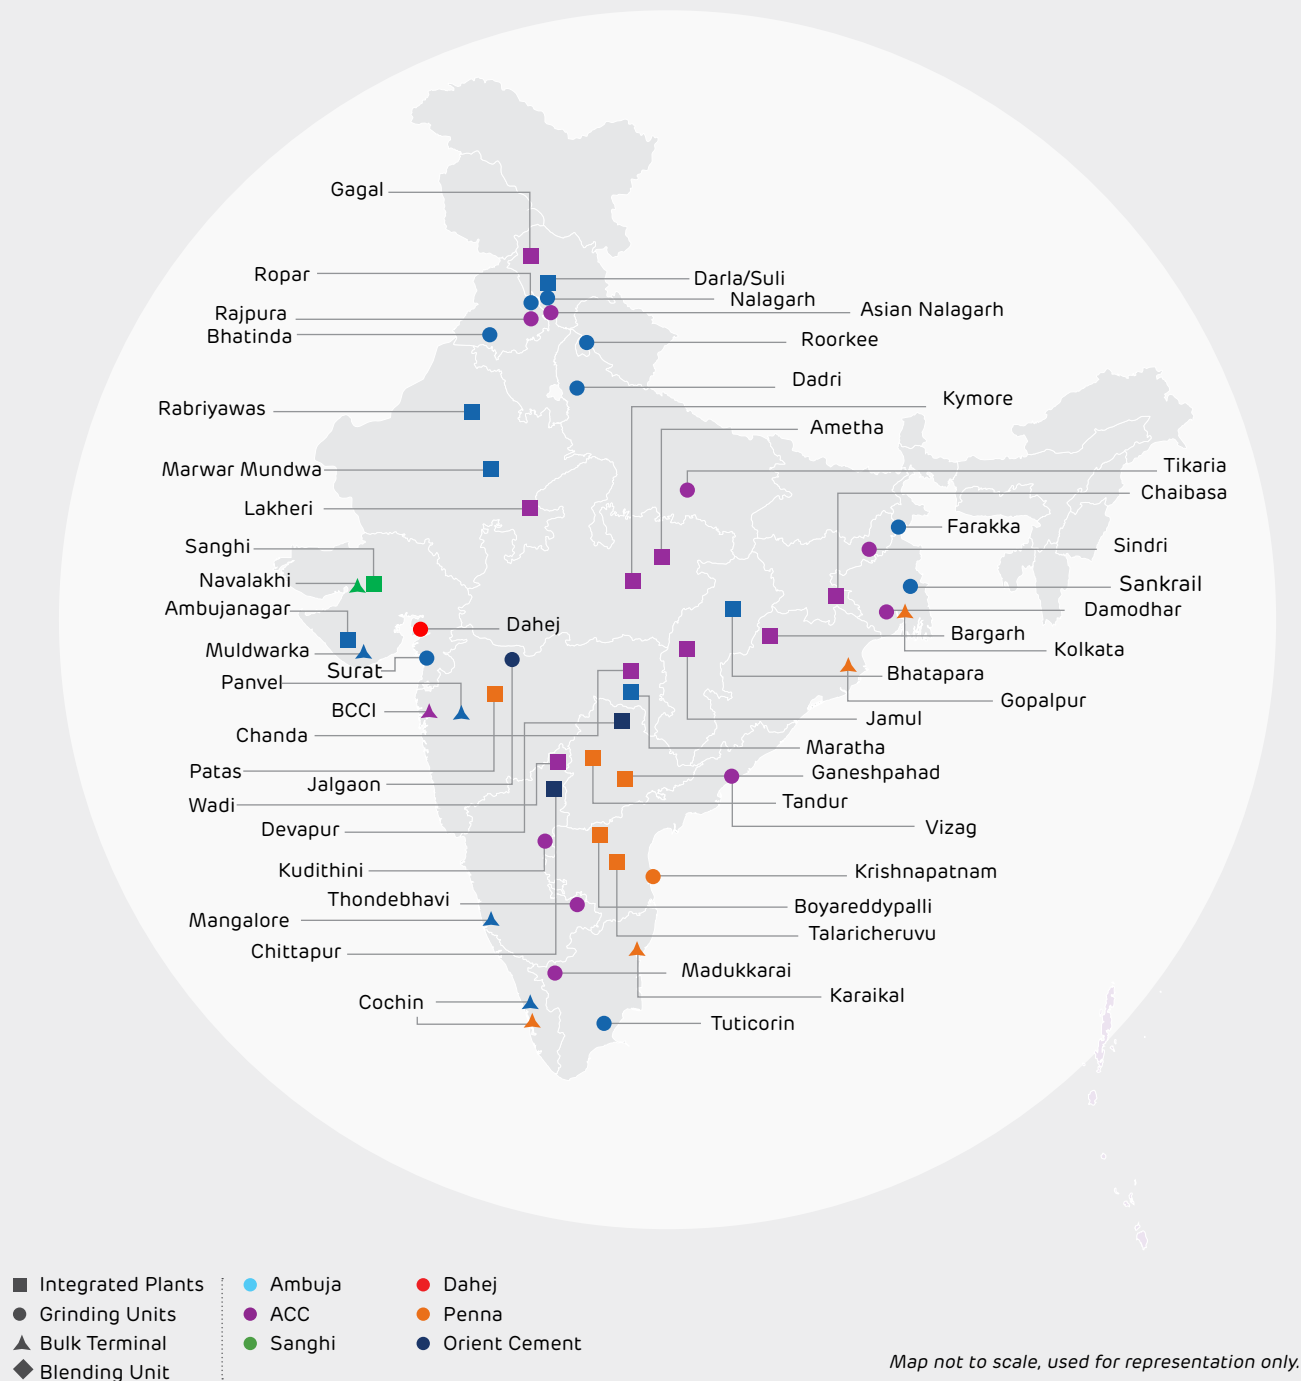 Gagal
Ropar
Darla/Suli
Nalagarh
Asian Nalagarh
Rajpura
Bhatinda
Roorkee
Dadri
Kymore
Rabriyawas
Ametha
Marwar Mundwa
Tikaria
Chaibasa
Lakheri
Farakka
Sanghi
Sindri
Navalakhi
Sankrail
Ambujanagar
Damodhar
Dahej
Bargarh
Muldwarka
Kolkata
Surat
Bhatapara
Panvel
Gopalpur
BCCI
Jamul
Chanda
Maratha
Patas
Ganeshpahad
Jalgaon
Wadi
Tandur
Devapur
Vizag
Kudithini
Krishnapatnam
Thondebhavi
Boyareddypalli
Mangalore
Talaricheruvu
Chittapur
Madukkarai
Karaikal
Cochin
Tuticorin
Integrated Plants
Grinding Units
Bulk Terminal
Blending Unit
Ambuja
ACC
Sanghi
Dahej
Penna
Orient Cement
Map not to scale, used for representation only.